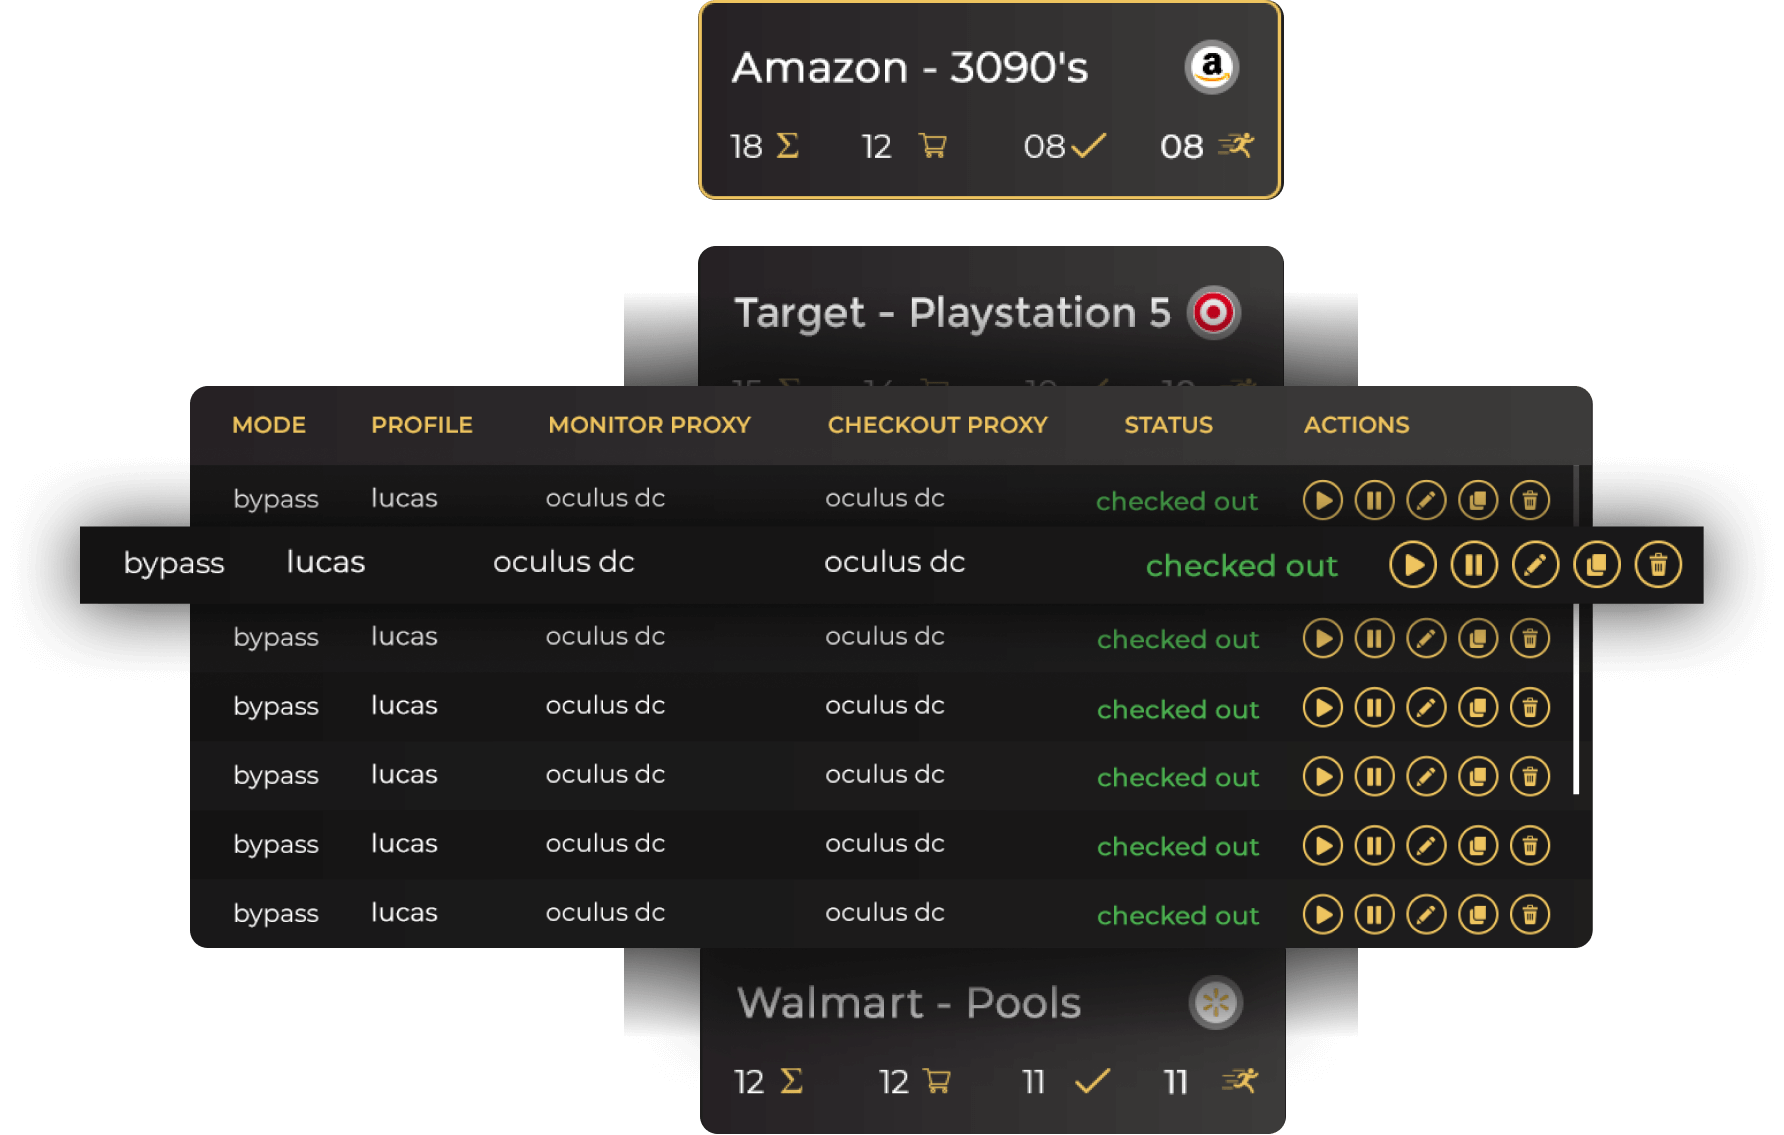 Amazon - 3090's
18 Σ 12 08 08
Target - Playstation 5
MODE PROFILE MONITOR PROXY CHECKOUT PROXY STATUS ACTIONS
bypass lucas oculus dc oculus dc checked out
bypass lucas oculus dc oculus dc checked out
bypass lucas oculus dc oculus dc checked out
bypass lucas oculus dc oculus dc checked out
bypass lucas oculus dc oculus dc checked out
bypass lucas oculus dc oculus dc checked out
bypass lucas oculus dc oculus dc checked out
Walmart - Pools
12 Σ 12 11 11